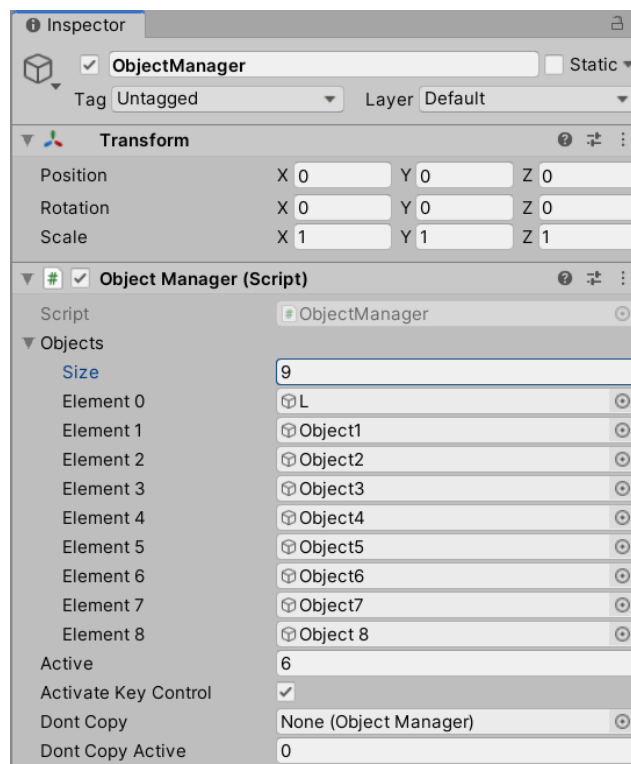 Inspector
ObjectManager Static
Tag Untagged Layer Default
Transform
Position X 0 Y 0 Z 0
Rotation X 0 Y 0 Z 0
Scale X 1 Y 1 Z 1
# Object Manager (Script)
Script # ObjectManager
Objects
Size 9
Element 0 L
Element 1 Object1
Element 2 Object2
Element 3 Object3
Element 4 Object4
Element 5 Object5
Element 6 Object6
Element 7 Object7
Element 8 Object 8
Active 6
Activate Key Control
Dont Copy None (Object Manager)
Dont Copy Active 0